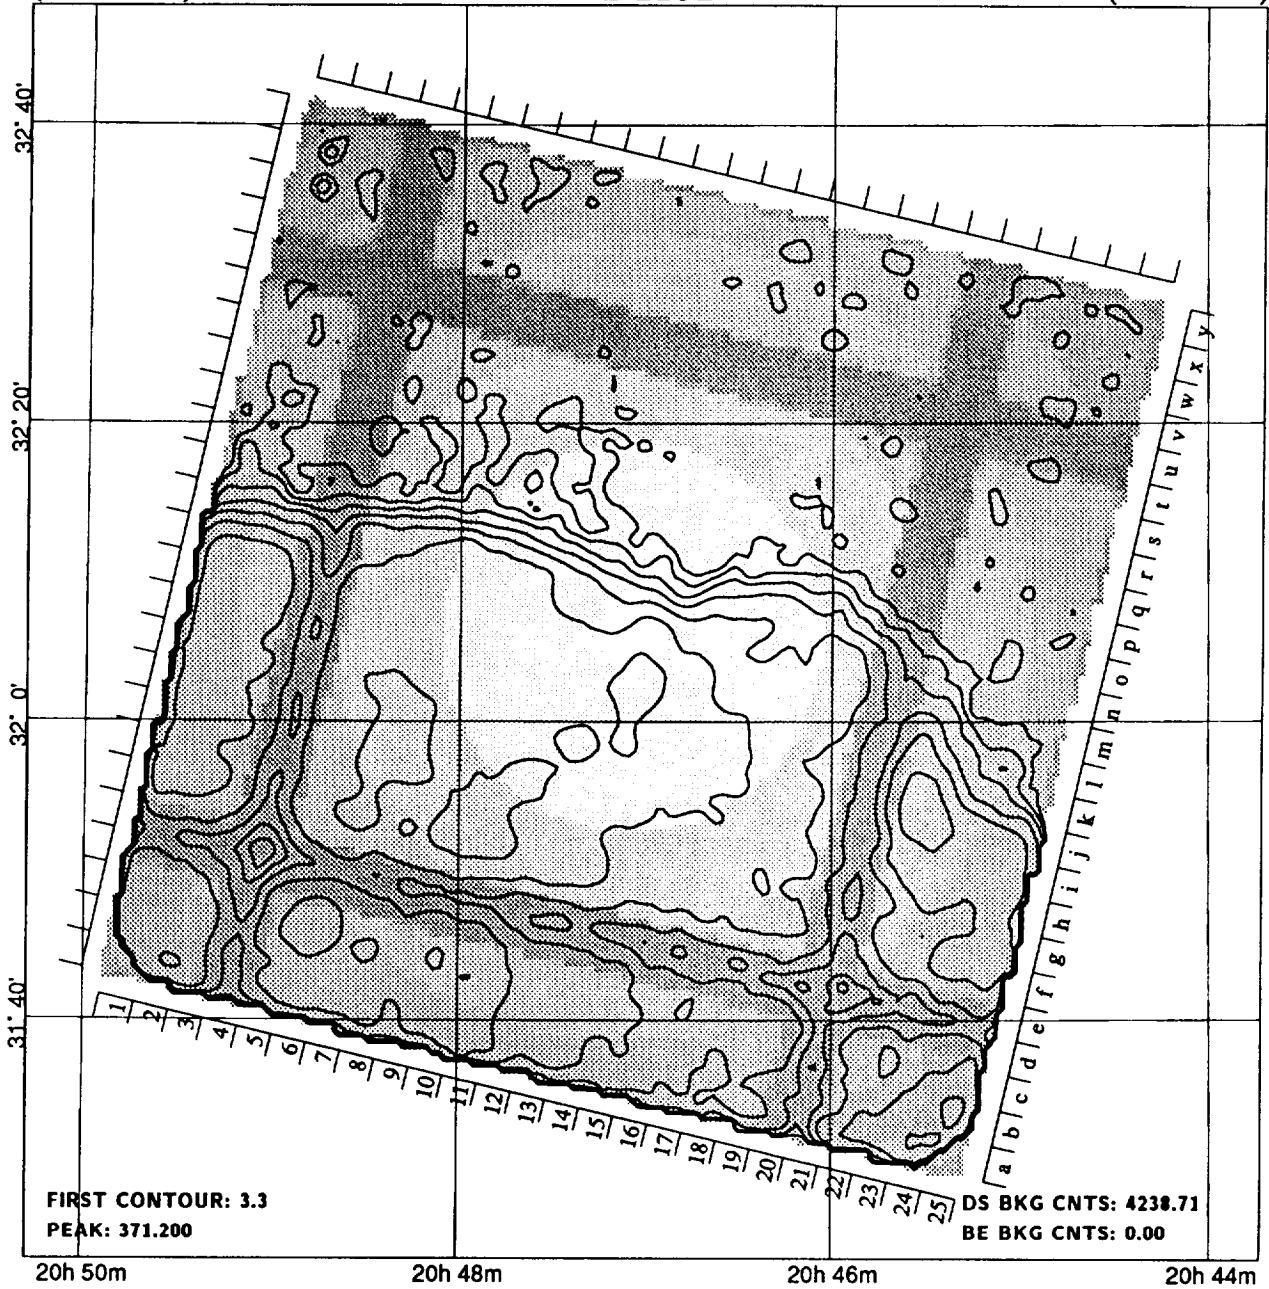 32° 40'
32° 20'
32° 0'
31° 40'
a b c d e f g h i j k l m n o p q r s t u v w x y
1 2 3 4 5 6 7 8 9 10 11 12 13 14 15 16 17 18 19 20 21 22 23 24 25
FIRST CONTOUR: 3.3
PEAK: 371.200
DS BKG CNTS: 4238.71
BE BKG CNTS: 0.00
20h 50m 20h 48m 20h 46m 20h 44m